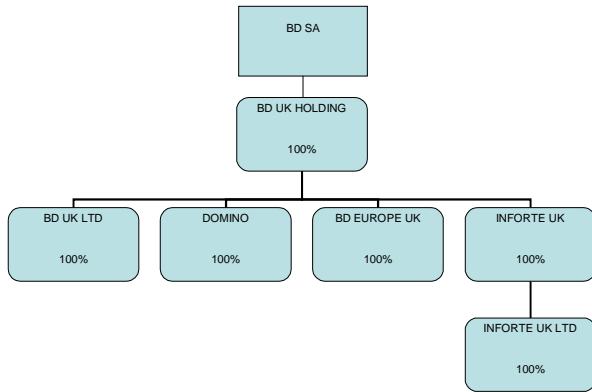 BD SA
BD UK HOLDING
100%
BD UK LTD
100%
DOMINO
100%
BD EUROPE UK
100%
INFORTE UK
100%
INFORTE UK LTD
100%